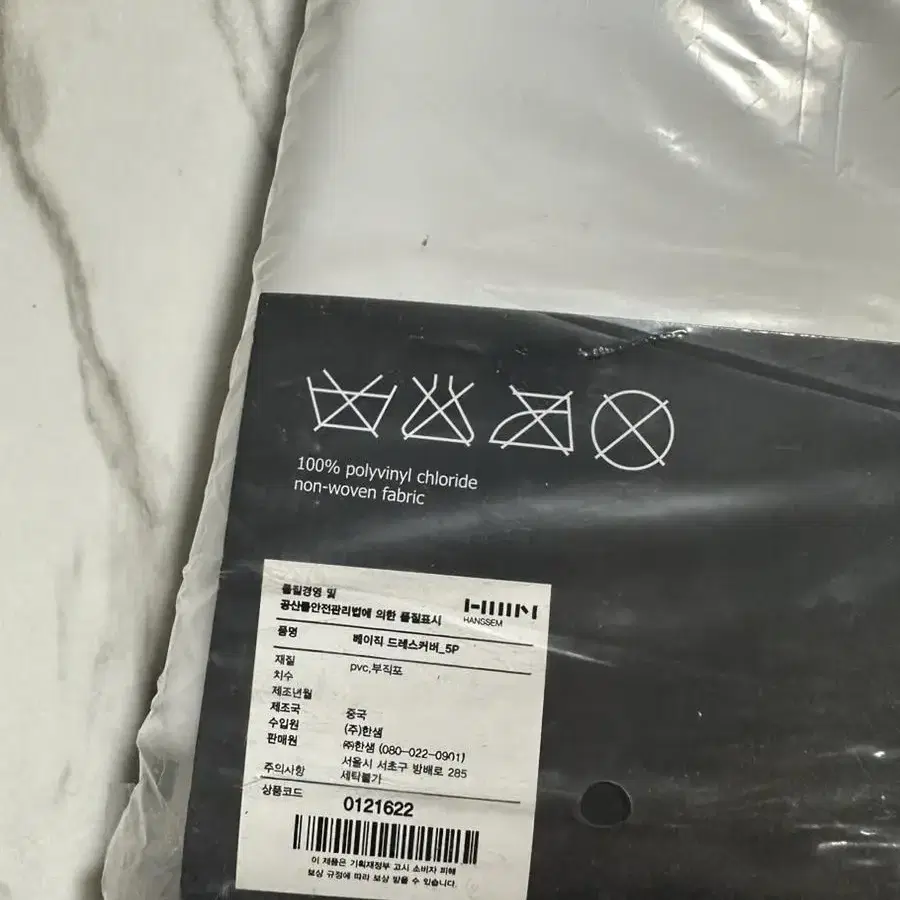 100% polyvinyl chloride
non-woven fabric
품질경영 및
공산품안전관리법에 의한 품질표시
HANSSEM
품명 베이직 드레스커버_5P
재질 pvc,부직포
치수
제조년월
제조국 중국
수입원 (주)한샘
판매원 ㈜한샘 (080-022-0901)
서울시 서초구 방배로 285
주의사항 세탁불가
상품코드 0121622
이 제품은 기획재정부 고시 소비자 피해
보상 규정에 따라 보상 받을 수 있습니다.